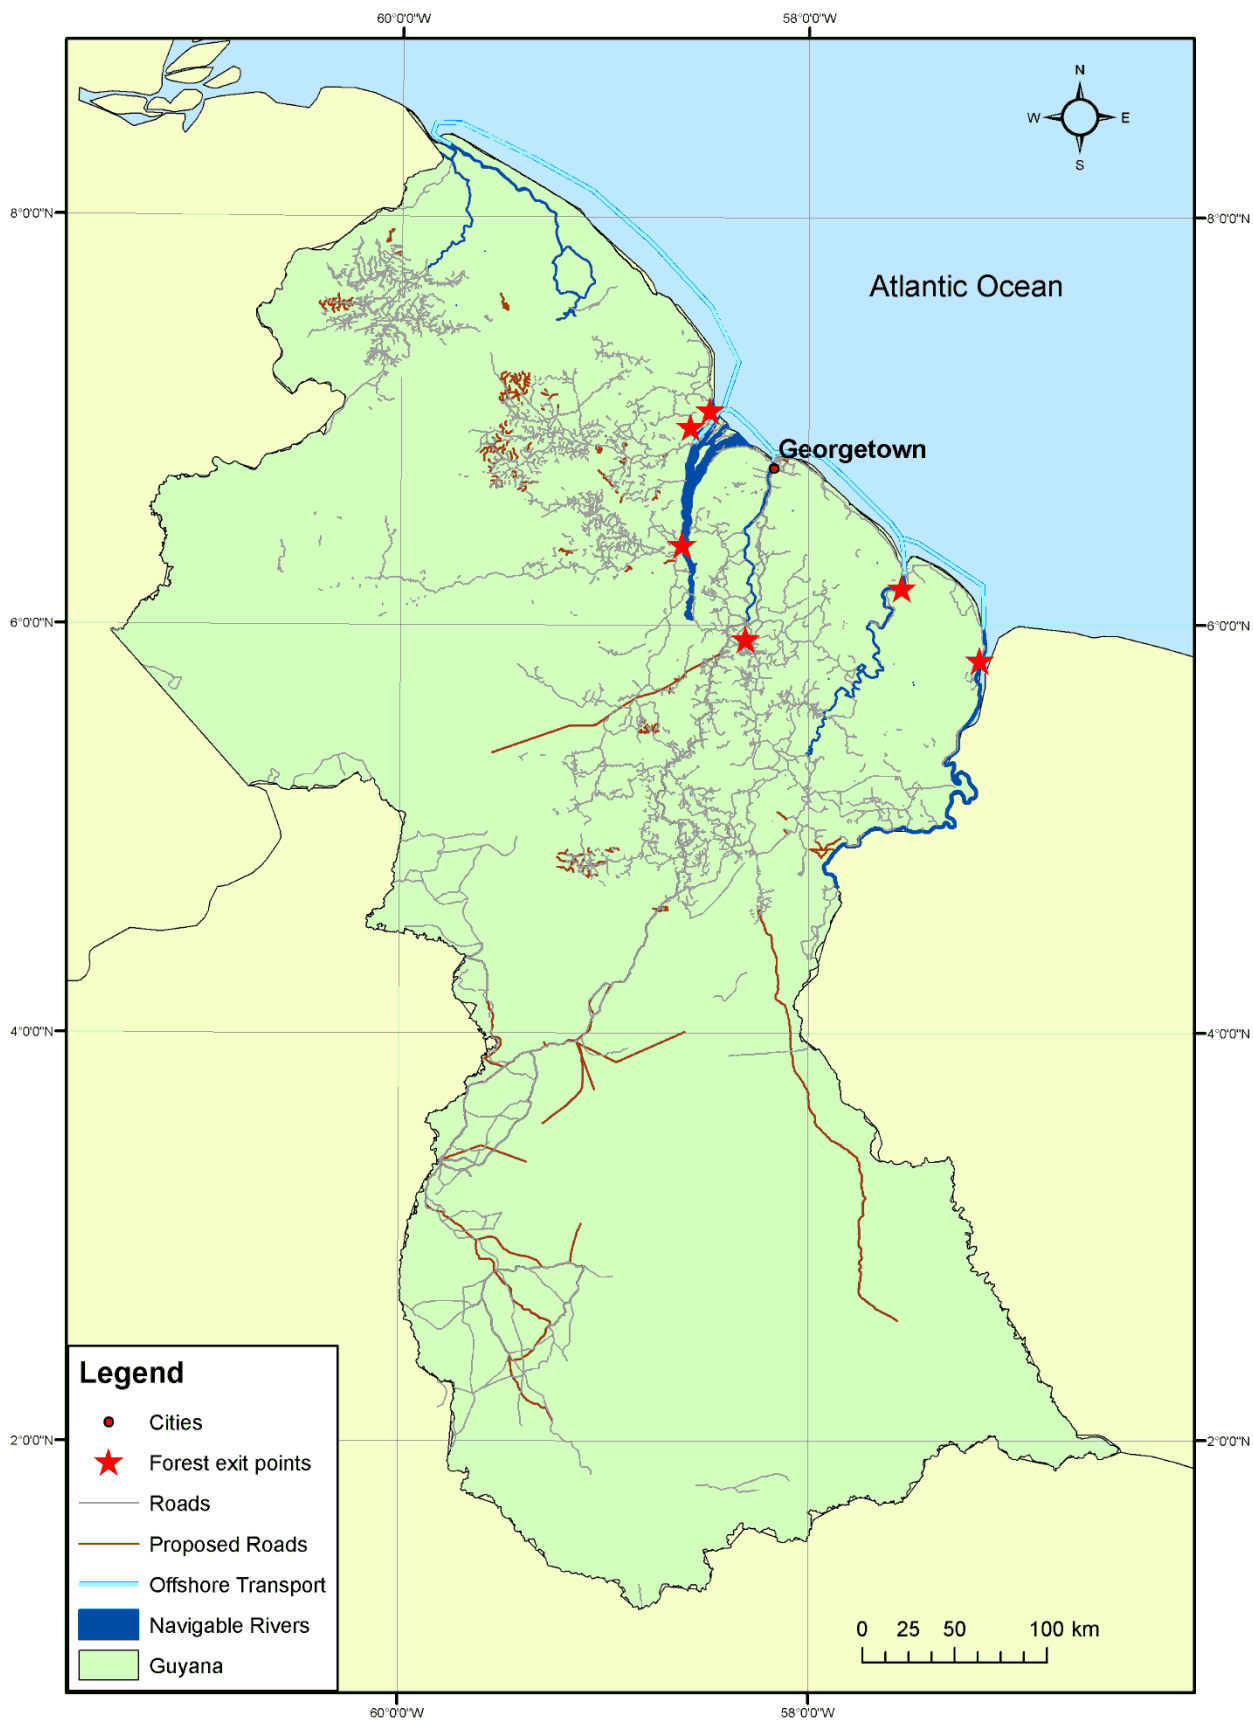 60°0'0"W 58°0'0"W
N
W E
S
8°0'0"N 8°0'0"N
Atlantic Ocean
Georgetown
6°0'0"N 6°0'0"N
4°0'0"N 4°0'0"N
2°0'0"N 2°0'0"N
Legend
Cities
Forest exit points
Roads
Proposed Roads
Offshore Transport
Navigable Rivers
Guyana
0 25 50 100 km
60°0'0"W 58°0'0"W